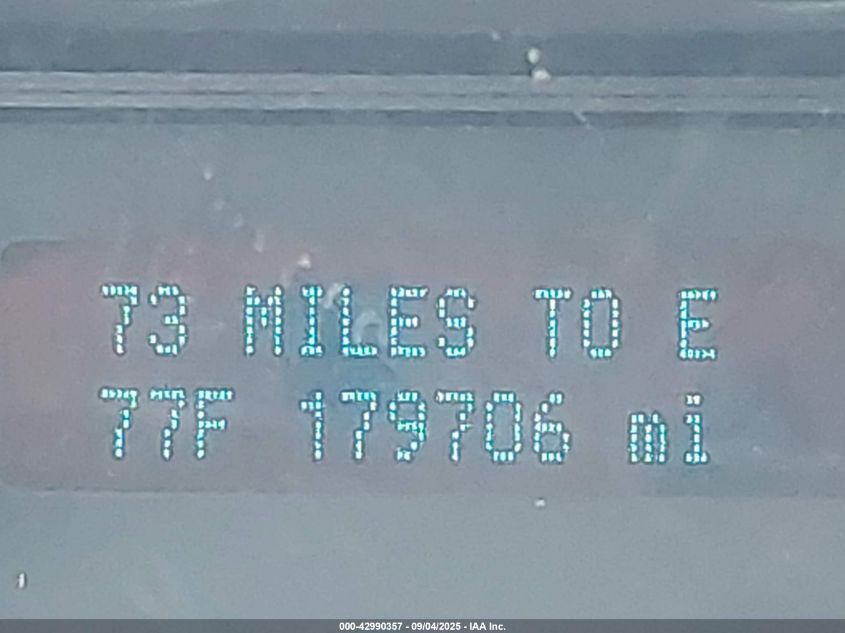 73 MILES TO E
77F 179706 mi
000-42990357 - 09/04/2025 - IAA Inc.